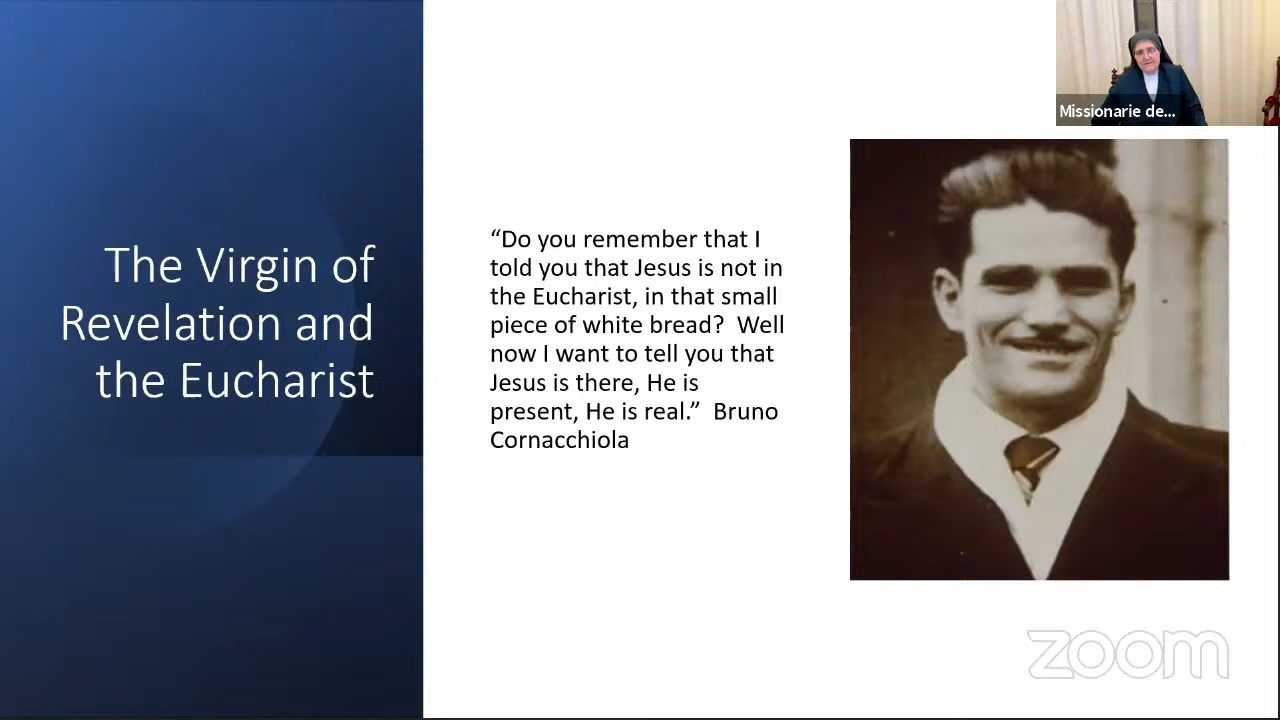 Missionarie de...
The Virgin of
Revelation and
the Eucharist
“Do you remember that I
told you that Jesus is not in
the Eucharist, in that small
piece of white bread?  Well
now I want to tell you that
Jesus is there, He is
present, He is real.”  Bruno
Cornacchiola
zoom